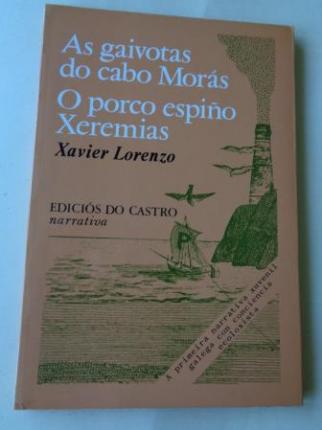 As gaivotas
do cabo Morás
O porco espiño
Xeremias
Xavier Lorenzo
EDICIÓS DO CASTRO
narrativa
A primeira narrativa xuvenil
galega con conciencia
ecoloxista